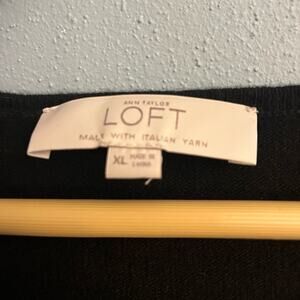 ANN TAYLOR
LOFT
MADE WITH ITALIAN YARN
XL
MADE IN
CHINA